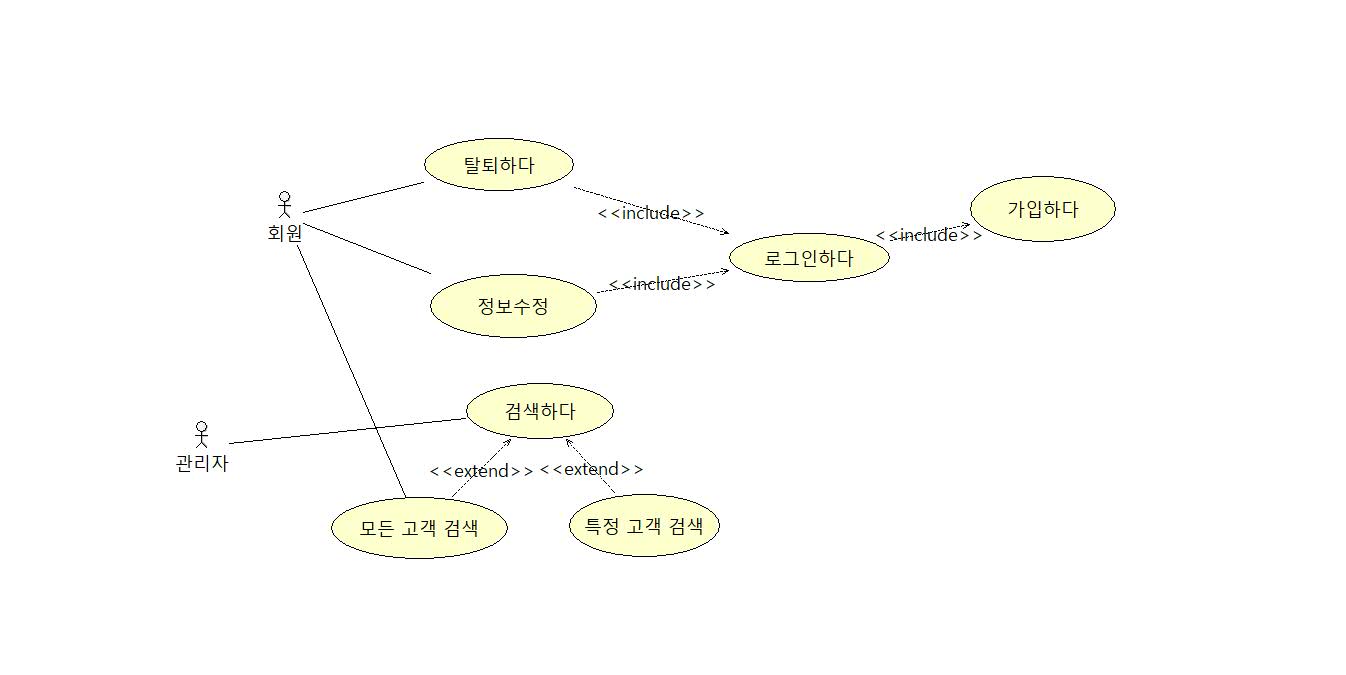 탈퇴하다
회원
<<include>>
가입하다
<<include>>
로그인하다
<<include>>
정보수정
검색하다
관리자
<<extend>>
<<extend>>
모든 고객 검색
특정 고객 검색